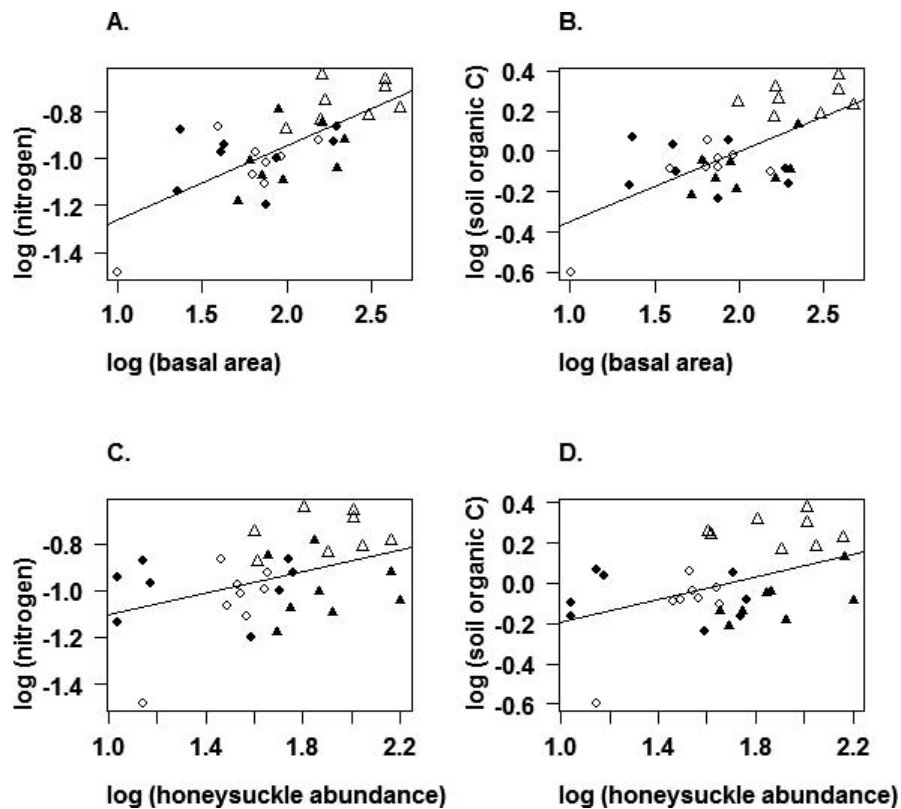 A.
log (nitrogen)
-0.8
-1.0
-1.2
-1.4
1.0 1.5 2.0 2.5
log (basal area)
B.
log (soil organic C)
0.4
0.2
0.0
-0.2
-0.4
-0.6
1.0 1.5 2.0 2.5
log (basal area)
C.
log (nitrogen)
-0.8
-1.0
-1.2
-1.4
1.0 1.4 1.8 2.2
log (honeysuckle abundance)
D.
log (soil organic C)
0.4
0.2
0.0
-0.2
-0.4
-0.6
1.0 1.4 1.8 2.2
log (honeysuckle abundance)